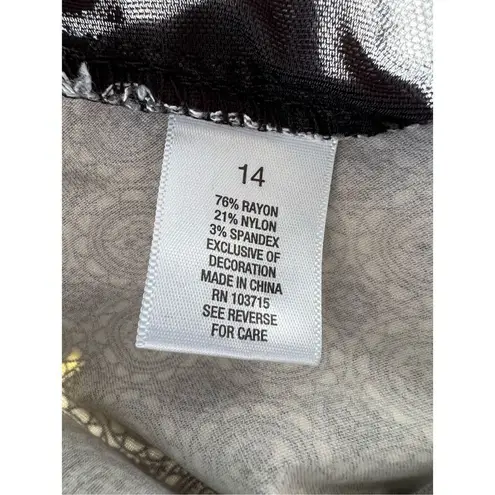 14
76% RAYON
21% NYLON
3% SPANDEX
EXCLUSIVE OF
DECORATION
MADE IN CHINA
RN 103715
SEE REVERSE
FOR CARE